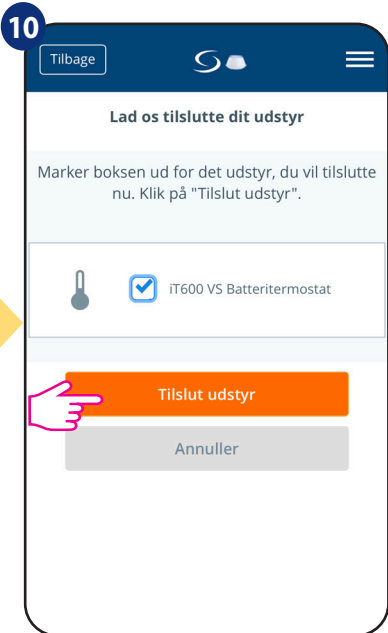 10
Tilbage
Lad os tilslutte dit udstyr
Marker boksen ud for det udstyr, du vil tilslutte
nu. Klik på "Tilslut udstyr".
iT600 VS Batteritermostat
Tilslut udstyr
Annuller